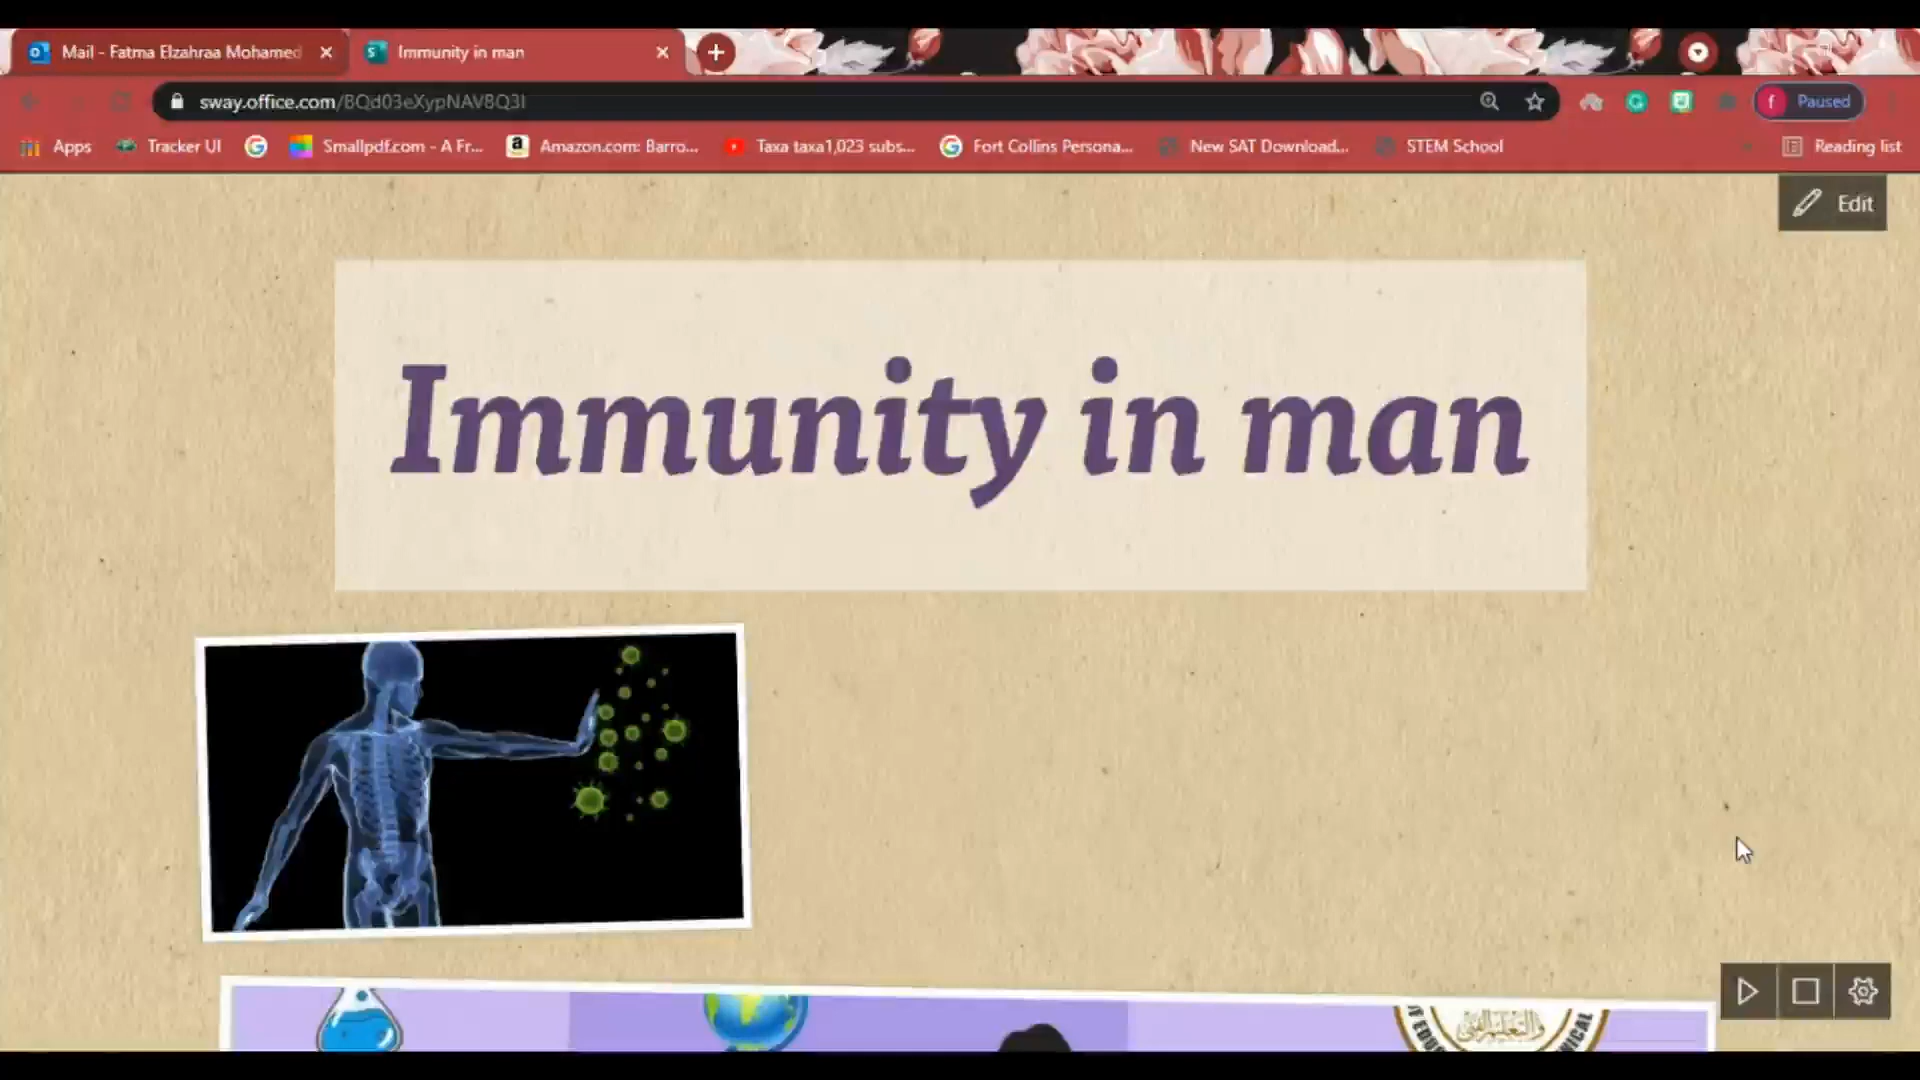 Mail - Fatma Elzahraa Mohamed
Immunity in man
sway.office.com/8Qd03eXypNAV8Q3l
f Paused
Apps
Tracker UI
Smallpdf.com - A Fr...
Amazon.com: Barro...
Taxa taxa1,023 subs...
Fort Collins Persona...
New SAT Download...
STEM School
Reading list
Edit
Immunity in man